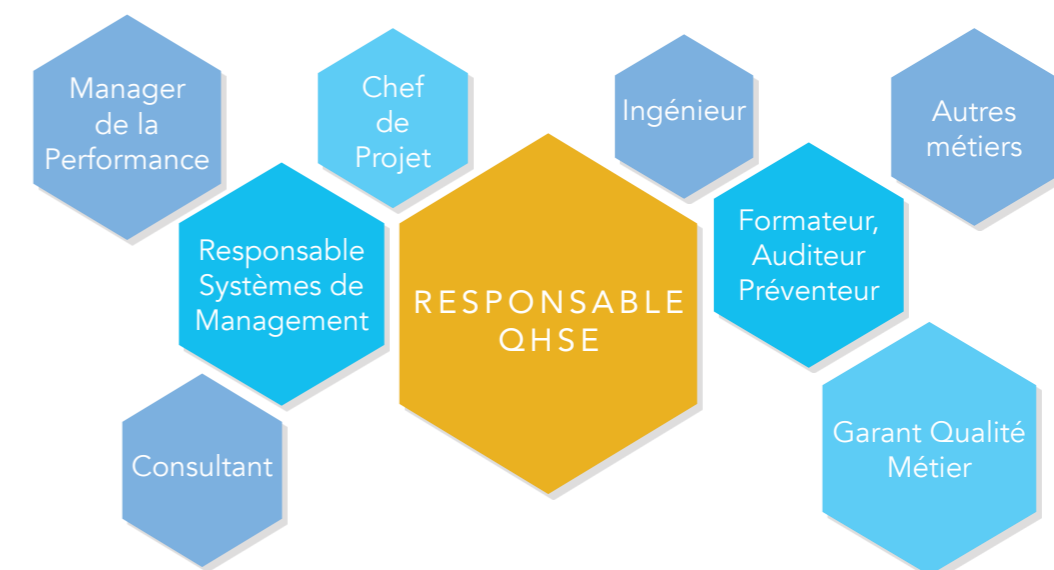 Manager
de la
Performance
Chef
de
Projet
Ingénieur
Autres
métiers
Responsable
Systèmes de
Management
RESPONSABLE
QHSE
Formateur,
Auditeur
Préventeur
Consultant
Garant Qualité
Métier